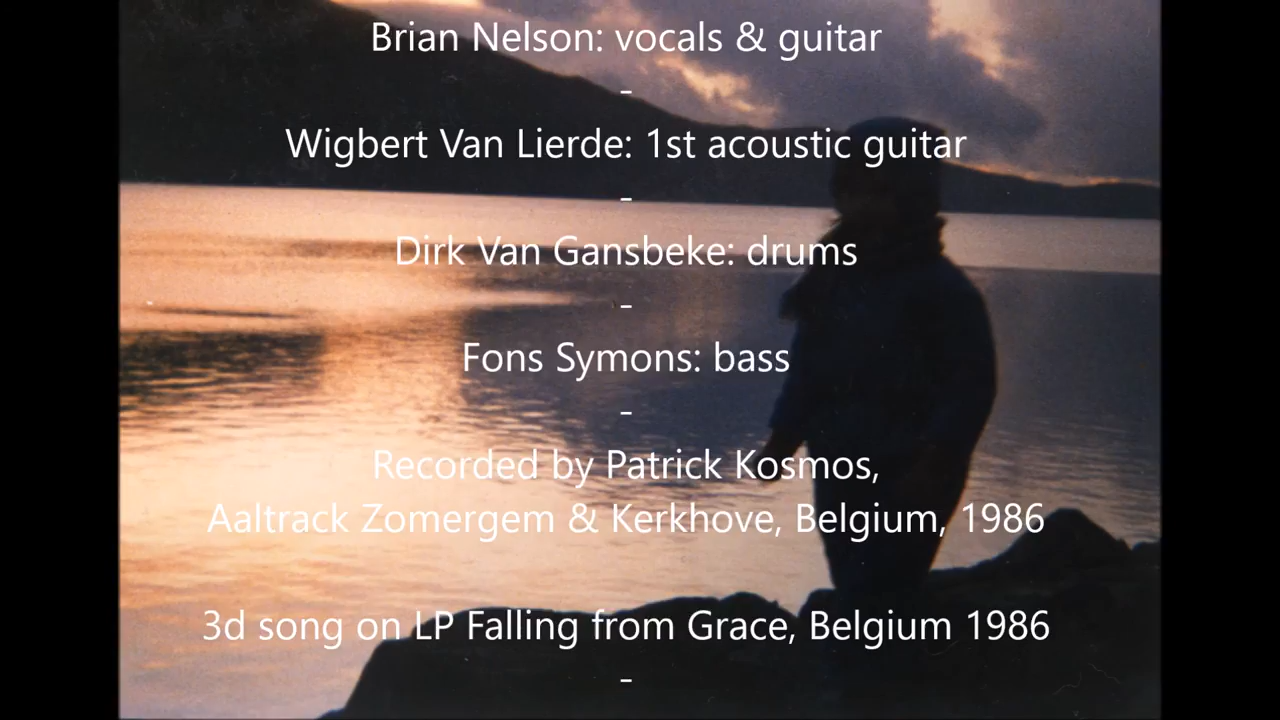 Brian Nelson: vocals & guitar
-
Wigbert Van Lierde: 1st acoustic guitar
-
Dirk Van Gansbeke: drums
-
Fons Symons: bass
-
Recorded by Patrick Kosmos,
Aaltrack Zomergem & Kerkhove, Belgium, 1986
3d song on LP Falling from Grace, Belgium 1986
-